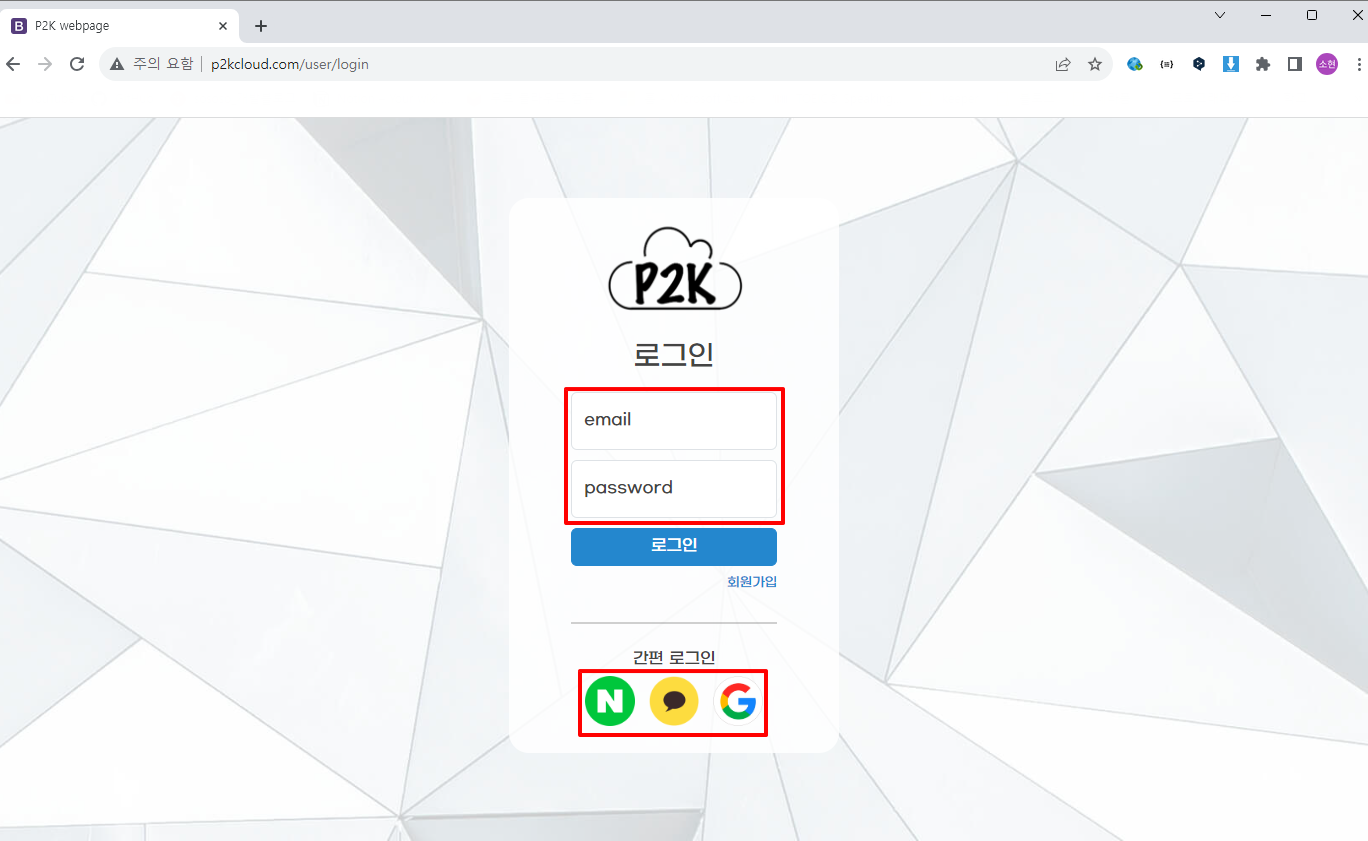 P2K webpage
주의 요함 p2kcloud.com/user/login
소현
P2K
로그인
email
password
로그인
회원가입
간편 로그인